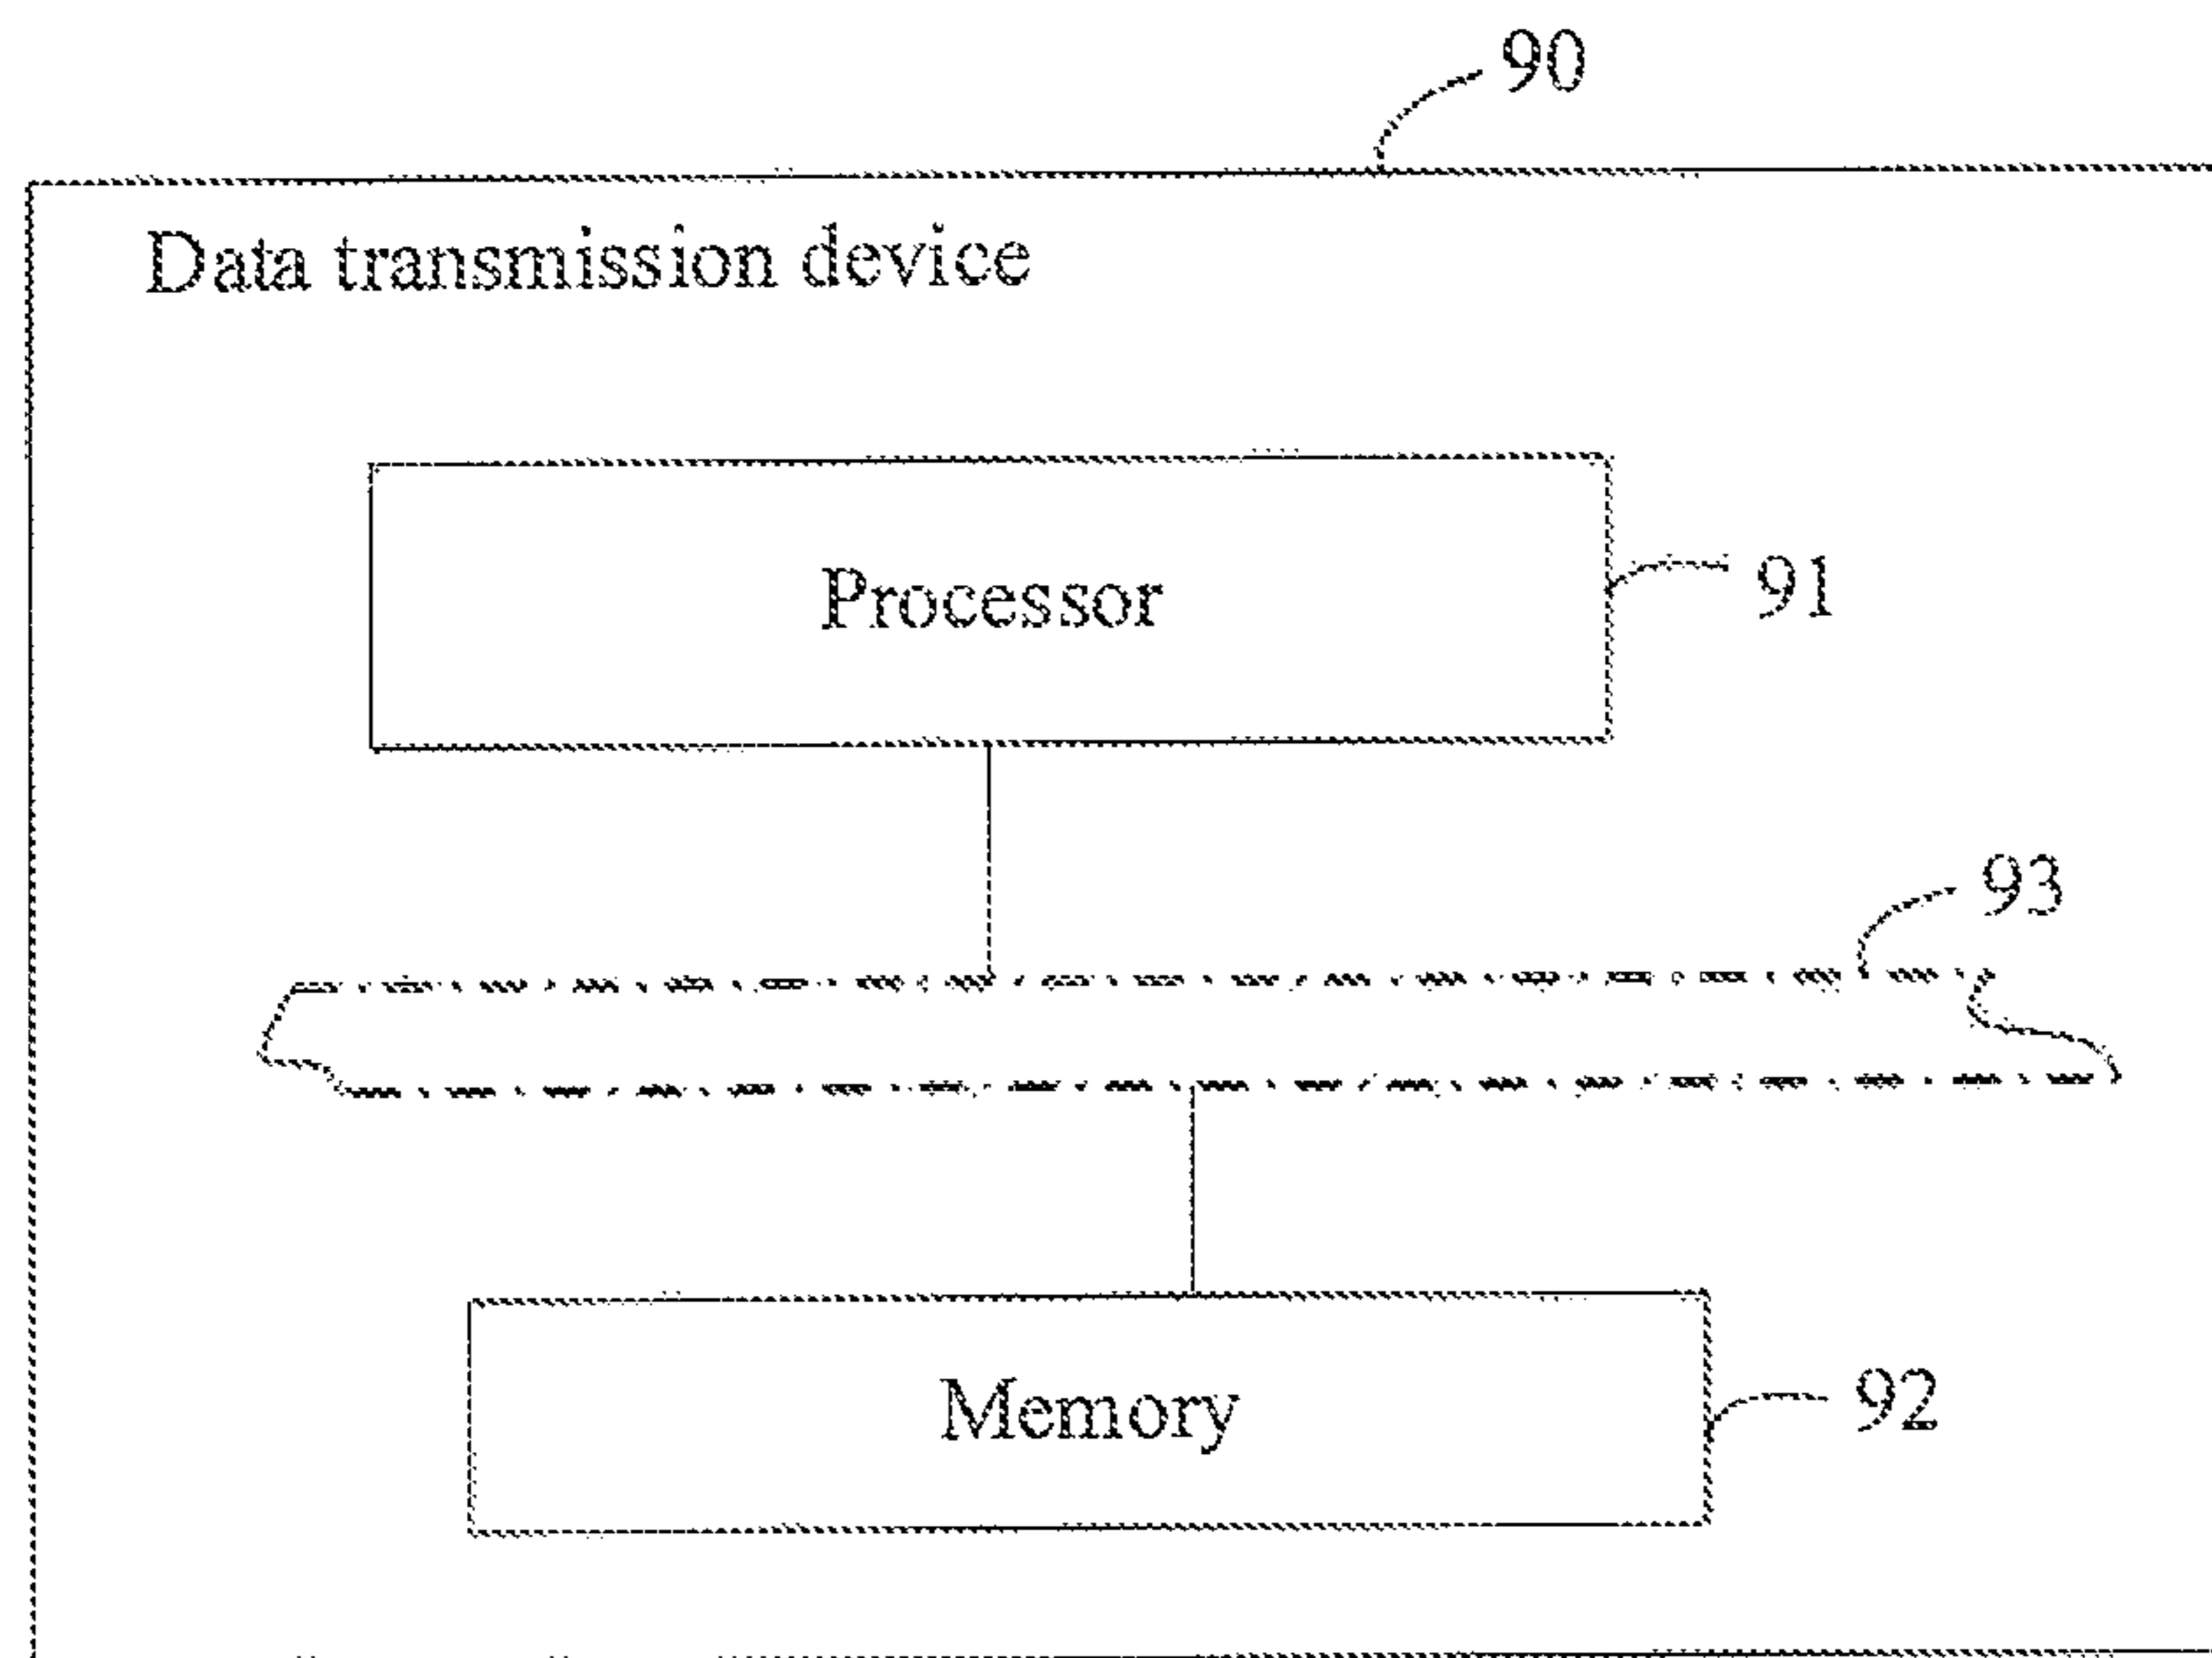 90
Data transmission device
Processor
91
93
Memory
92